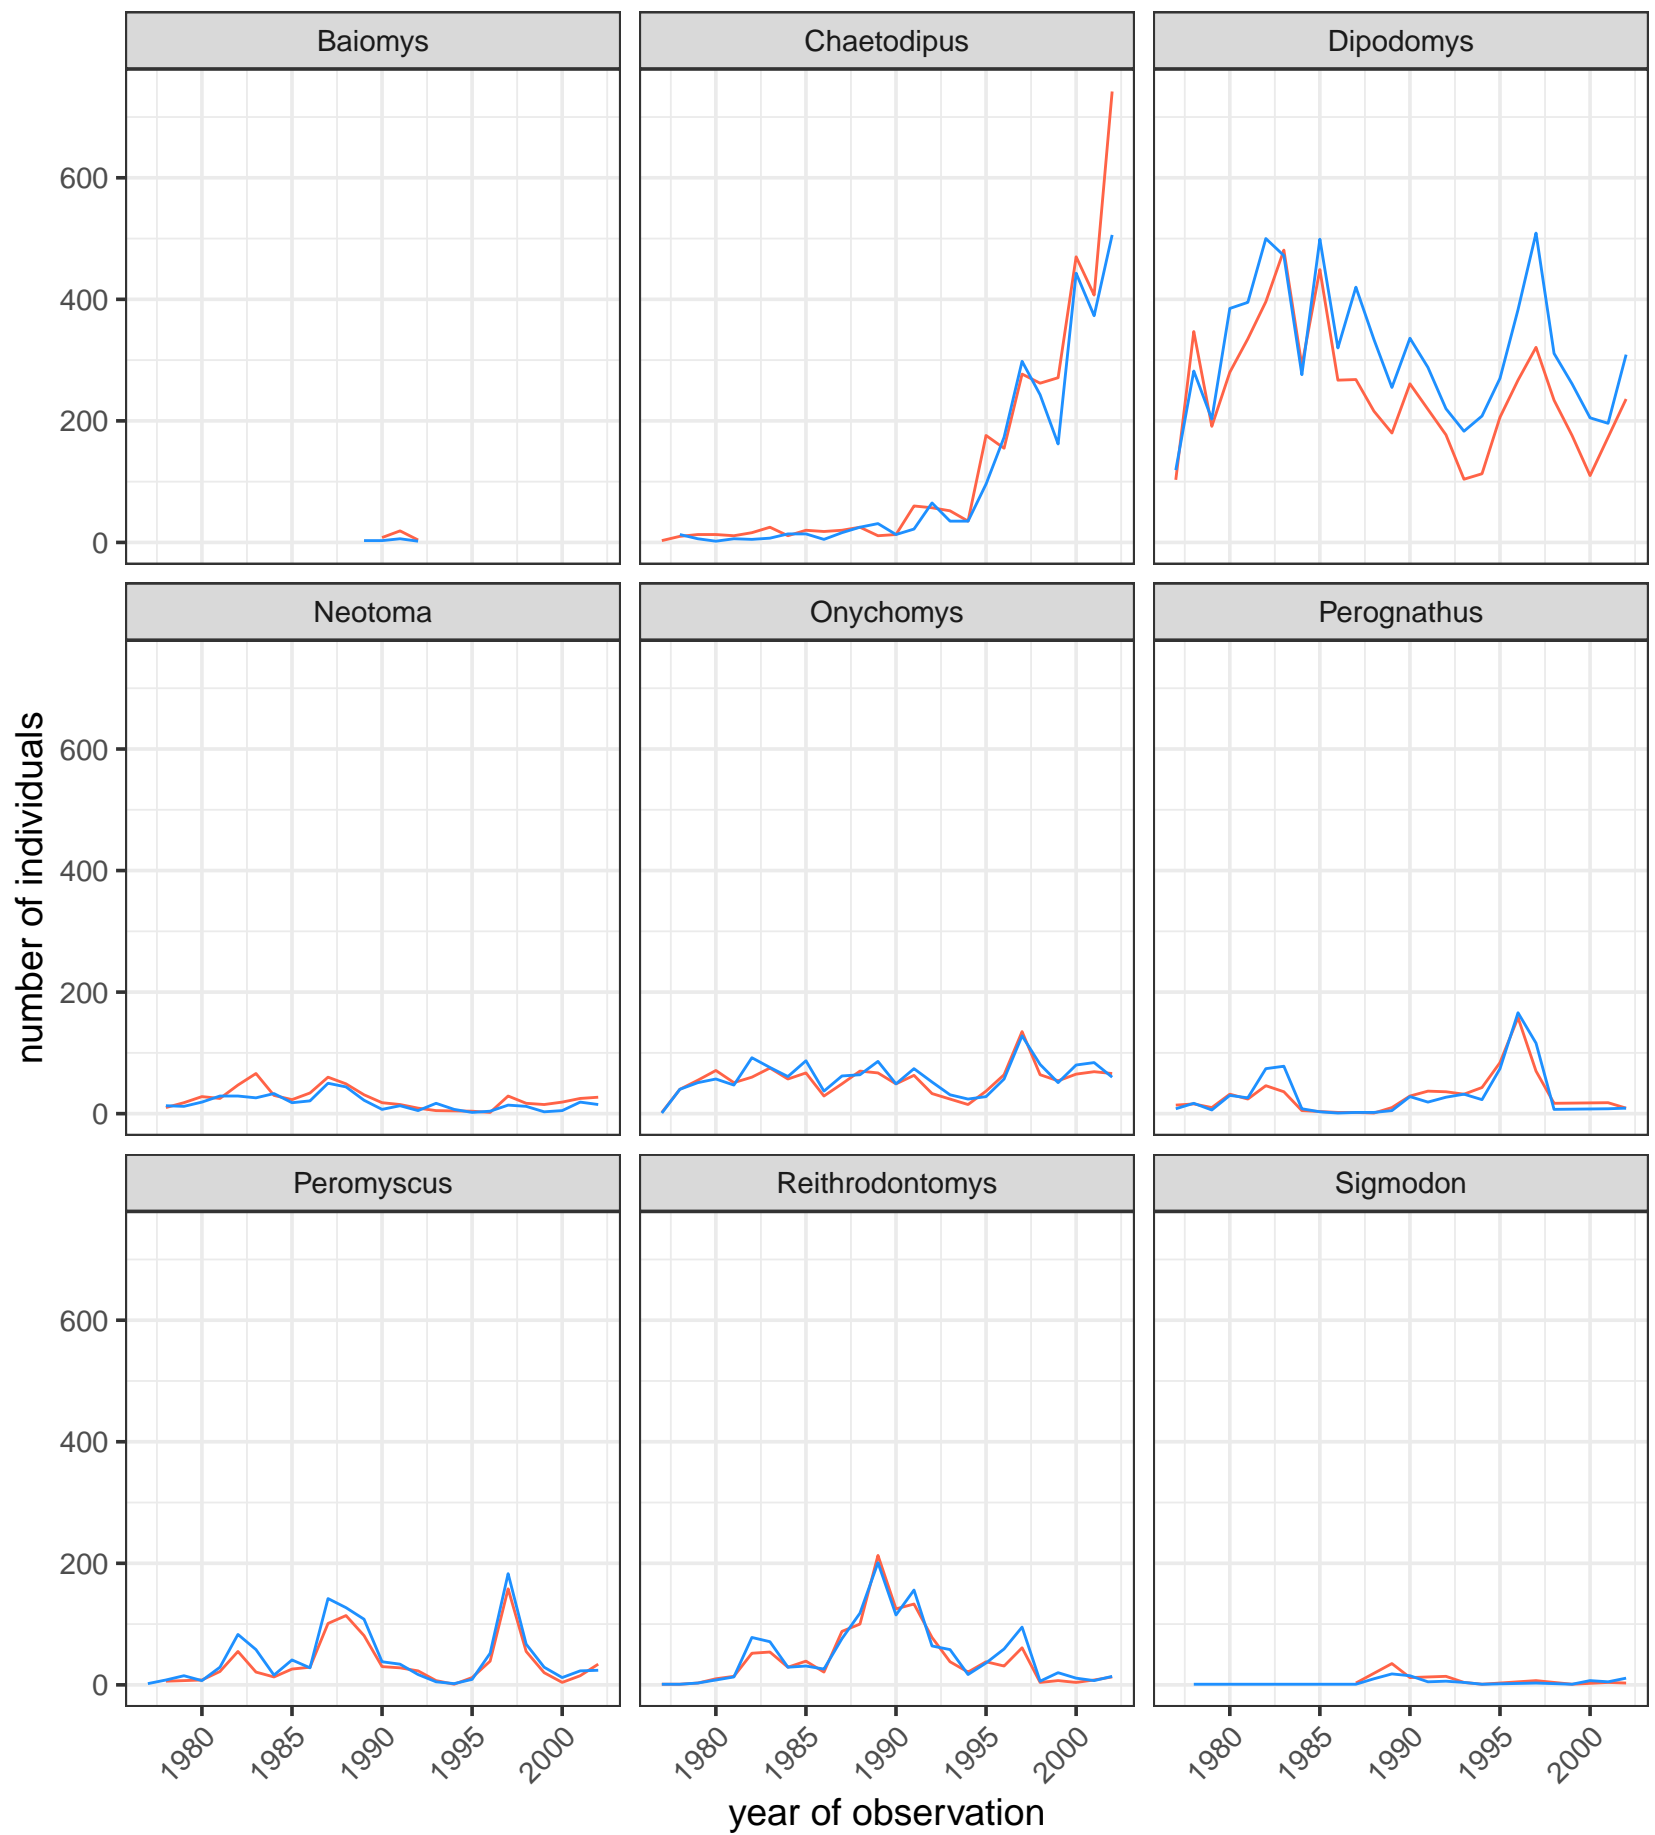 Baiomys
Chaetodipus
Dipodomys
600
400
200
0
Neotoma
Onychomys
Perognathus
600
400
200
0
number of individuals
Peromyscus
Reithrodontomys
Sigmodon
600
400
200
0
1980 1985 1990 1995 2000
1980 1985 1990 1995 2000
1980 1985 1990 1995 2000
year of observation